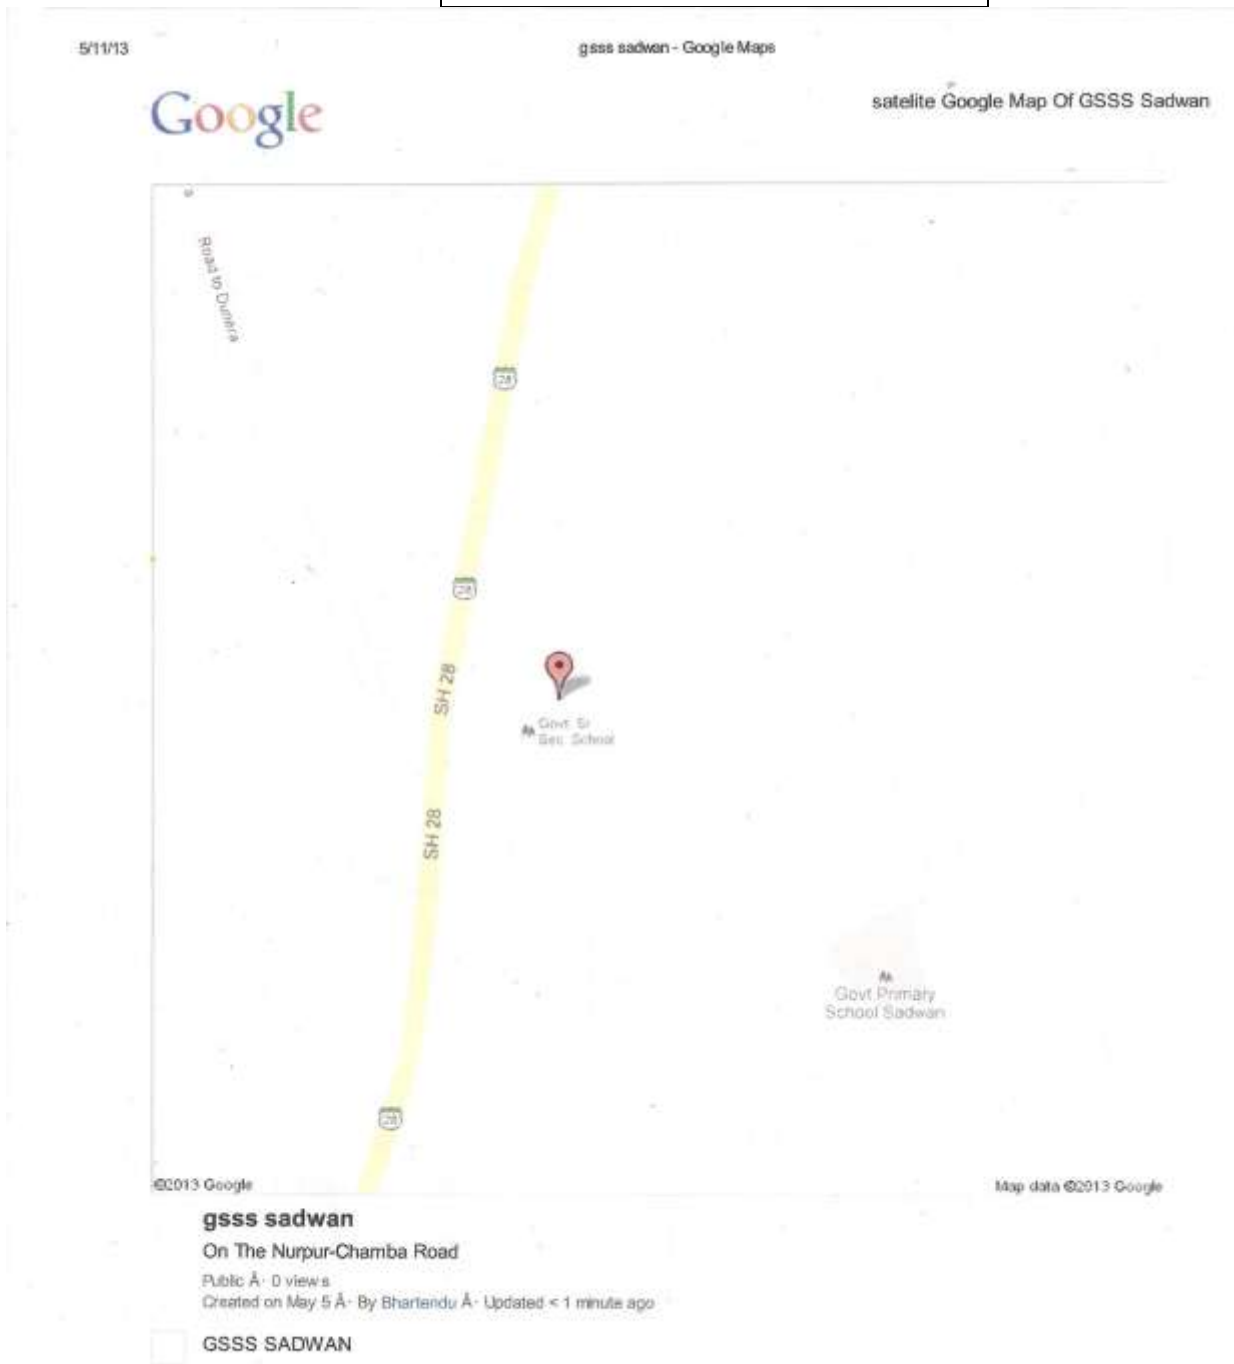 5/11/13
gsss sadwan - Google Maps
Google
satelite Google Map Of GSSS Sadwan
Road to Dunera
28
28
SH 28
Govt. Sr
Sec. School
SH 28
Govt Primary
School Sadwan
28
©2013 Google
Map data ©2013 Google
gsss sadwan
On The Nurpur-Chamba Road
Public Â· 0 views
Created on May 5 Â· By Bhartendu Â· Updated < 1 minute ago
GSSS SADWAN